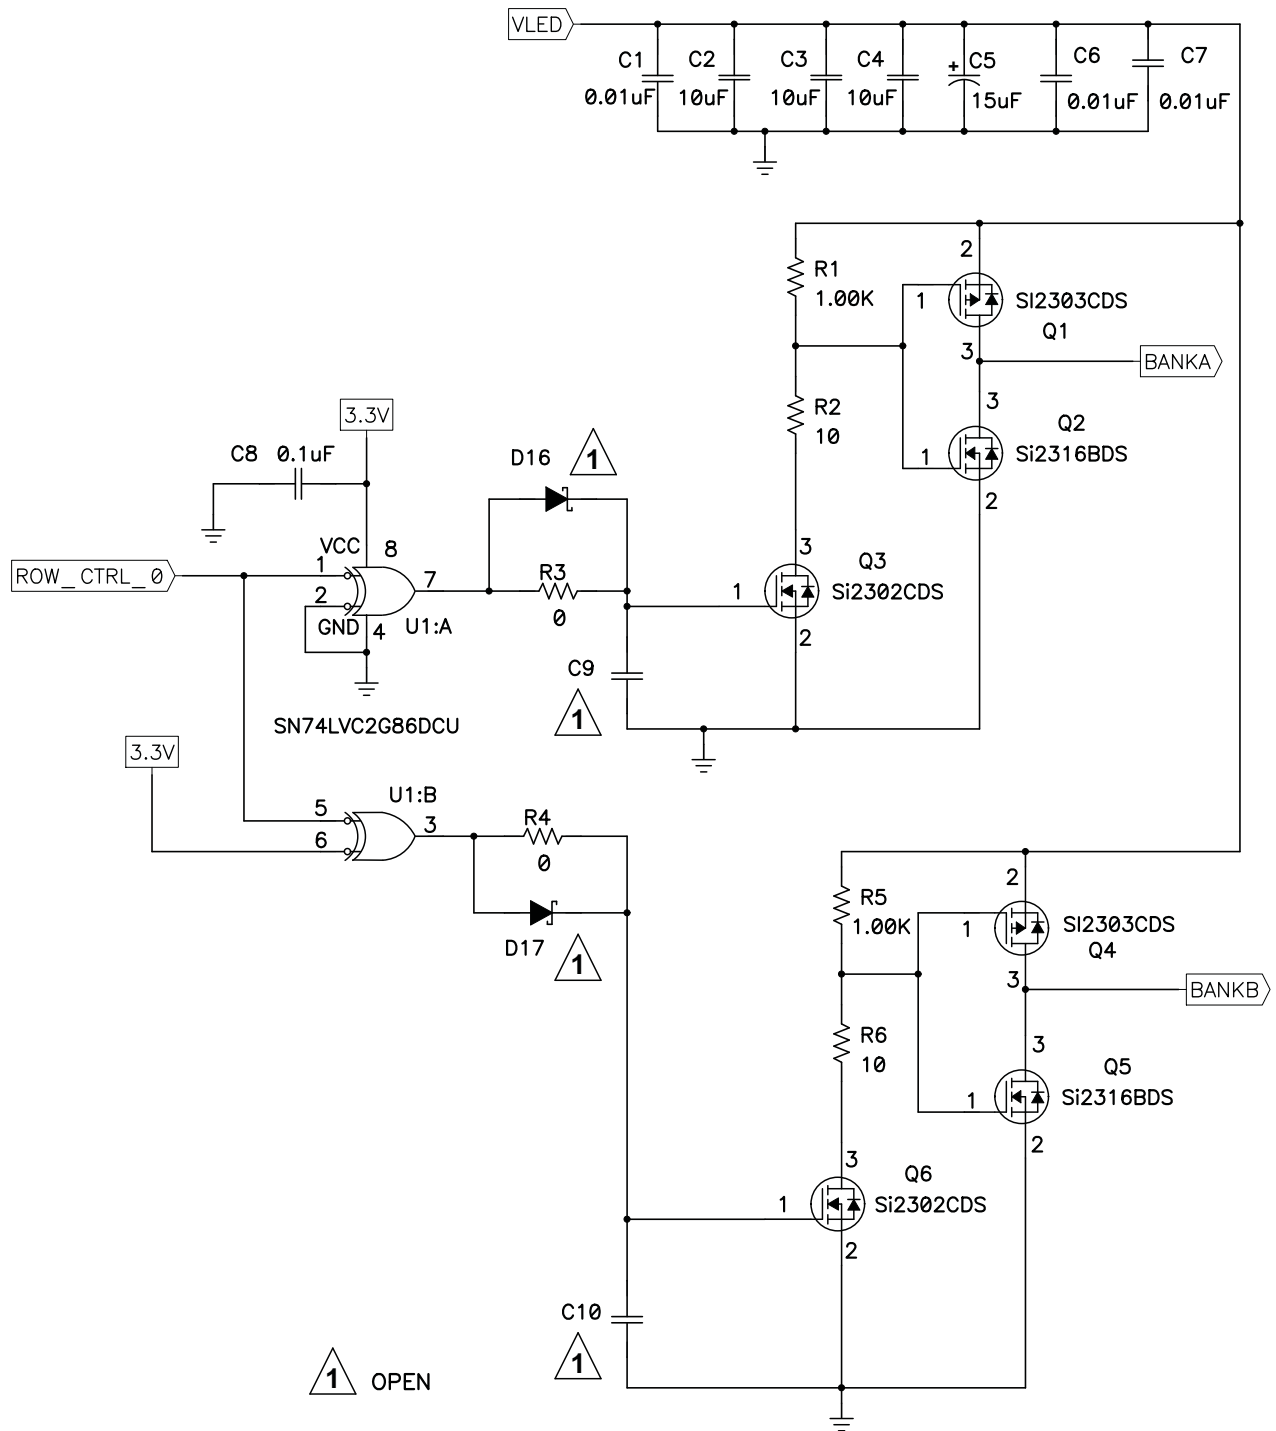 VLED
C1
0.01uF
C2
10uF
C3
10uF
C4
10uF
+
C5
15uF
C6
0.01uF
C7
0.01uF
R1
1.00K
2
1
SI2303CDS
Q1
3
BANKA
R2
10
3
Q2
1
Si2316BDS
2
3.3V
C8 0.1uF
D16
1
VCC
8
ROW_CTRL_0
1
2
GND
4
7
U1:A
R3
0
3
Q3
1
Si2302CDS
2
C9
1
SN74LVC2G86DCU
3.3V
U1:B
5
6
3
R4
0
D17
1
R5
1.00K
2
1
SI2303CDS
Q4
3
BANKB
R6
10
3
Q5
1
Si2316BDS
2
3
Q6
1
Si2302CDS
2
C10
1
1 OPEN